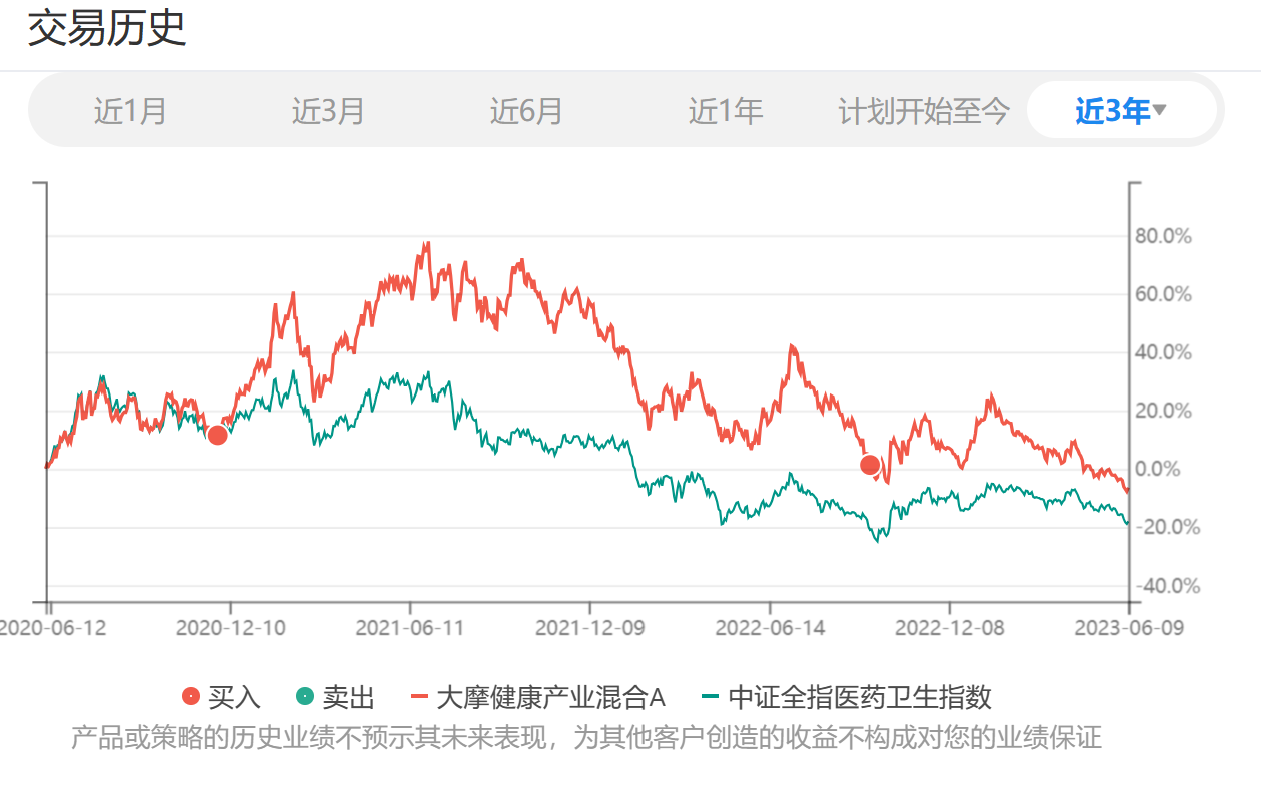 交易历史
近1月 近3月 近6月 近1年 计划开始至今 近3年
80.0%
60.0%
40.0%
20.0%
0.0%
-20.0%
-40.0%
2020-06-12 2020-12-10 2021-06-11 2021-12-09 2022-06-14 2022-12-08 2023-06-09
买入 卖出 大摩健康产业混合A 中证全指医药卫生指数
产品或策略的历史业绩不预示其未来表现，为其他客户创造的收益不构成对您的业绩保证